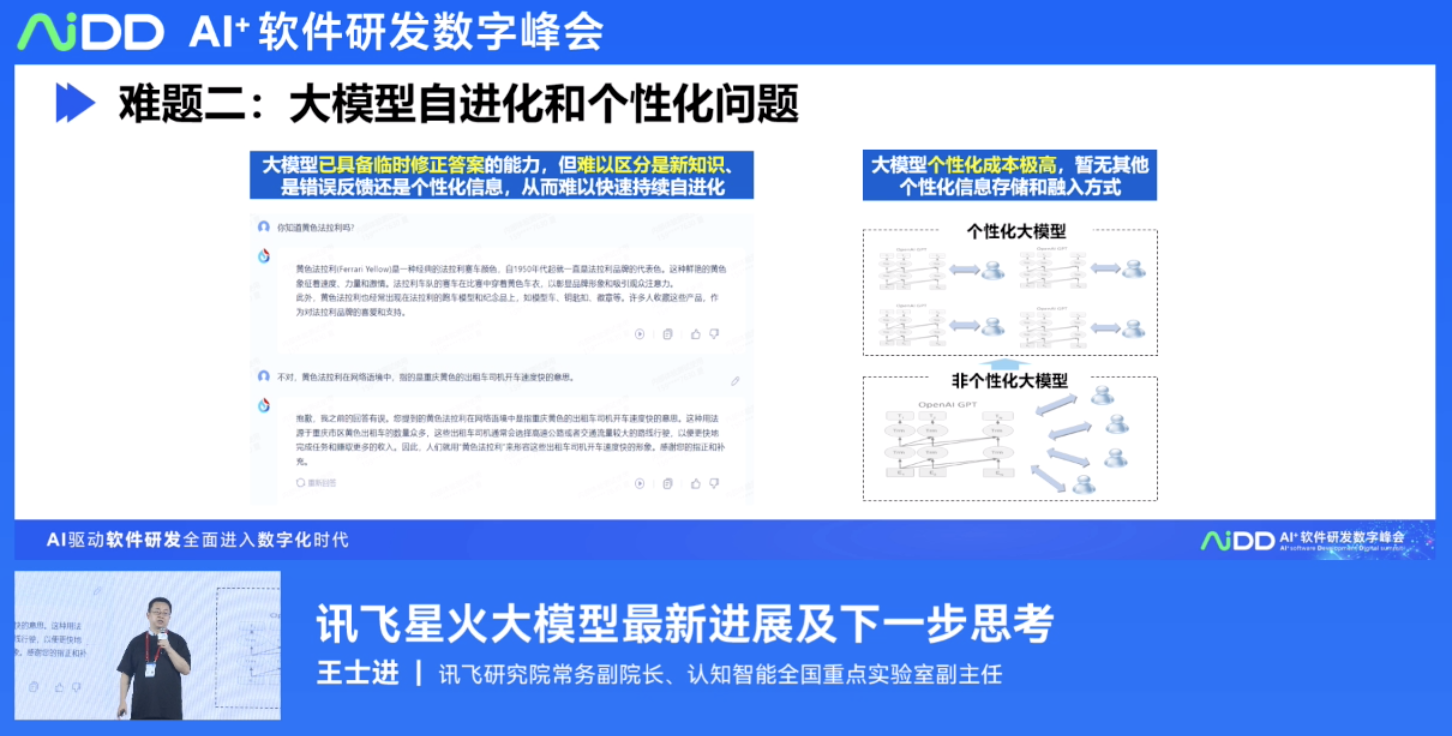 AiDD AI+ 软件研发数字峰会
难题二：大模型自进化和个性化问题
大模型已具备临时修正答案的能力，但难以区分是新知识、
是错误反馈还是个性化信息，从而难以快速持续自进化
你知道黄色法拉利吗?
黄色法拉利(Ferrari Yellow)是一种经典的法拉利赛车颜色，自1950年代起就一直是法拉利品牌的代表色。这种鲜艳的黄色
象征着速度、力量和激情。法拉利车队的赛车在比赛中穿着黄色车衣，以彰显品牌形象和吸引观众注意力。
此外，黄色法拉利也经常出现在法拉利的跑车模型和纪念品上，如模型车、钥匙扣、徽章等。许多人收藏这些产品，作
为对法拉利品牌的喜爱和支持。
不对，黄色法拉利在网络语境中，指的是重庆黄色的出租车司机开车速度快的意思。
抱歉，我之前的回答有误。您提到的黄色法拉利在网络语境中是指重庆黄色的出租车司机开车速度快的意思。这种用法
源于重庆市区黄色出租车的数量众多，这些出租车司机通常会选择高速公路或者交通流量较大的路线行驶，以便更快地
完成任务和赚取更多的收入。因此，人们就用"黄色法拉利"来形容这些出租车司机开车速度快的形象。感谢您的指正和补
充。
重新回答
大模型个性化成本极高，暂无其他
个性化信息存储和融入方式
个性化大模型
OpenAI GPT
OpenAI GPT
OpenAI GPT
OpenAI GPT
非个性化大模型
OpenAI GPT
AI驱动软件研发全面进入数字化时代
AiDD AI+ 软件研发数字峰会
AI+ software Development Digital summit
讯飞星火大模型最新进展及下一步思考
王士进 | 讯飞研究院常务副院长、认知智能全国重点实验室副主任